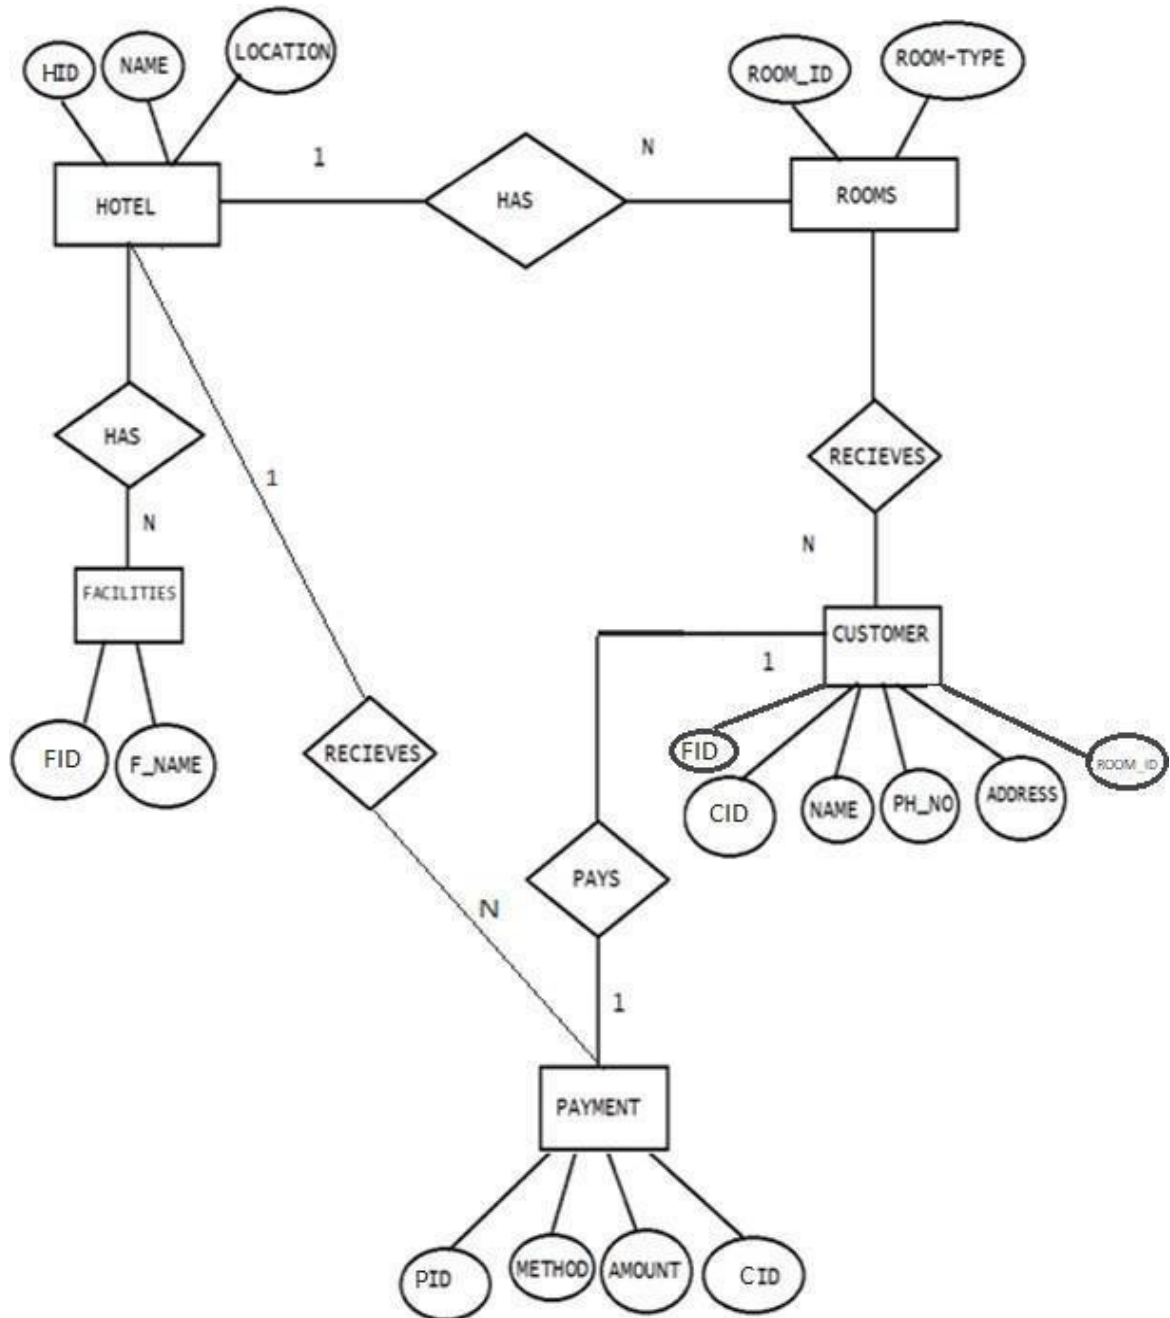 HID
NAME
LOCATION
ROOM_ID
ROOM-TYPE
1
N
HOTEL
HAS
ROOMS
HAS
RECIEVES
1
N
N
FACILITIES
CUSTOMER
1
FID
F_NAME
RECIEVES
FID
ROOM_ID
CID
NAME
PH_NO
ADDRESS
PAYS
N
1
PAYMENT
PID
METHOD
AMOUNT
CID